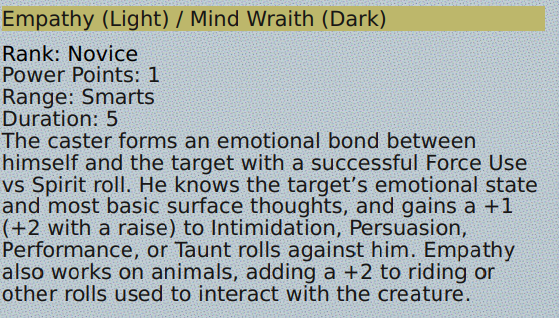 Empathy (Light) / Mind Wraith (Dark)
Rank: Novice
Power Points: 1
Range: Smarts
Duration: 5
The caster forms an emotional bond between
himself and the target with a successful Force Use
vs Spirit roll. He knows the target’s emotional state
and most basic surface thoughts, and gains a +1
(+2 with a raise) to Intimidation, Persuasion,
Performance, or Taunt rolls against him. Empathy
also works on animals, adding a +2 to riding or
other rolls used to interact with the creature.